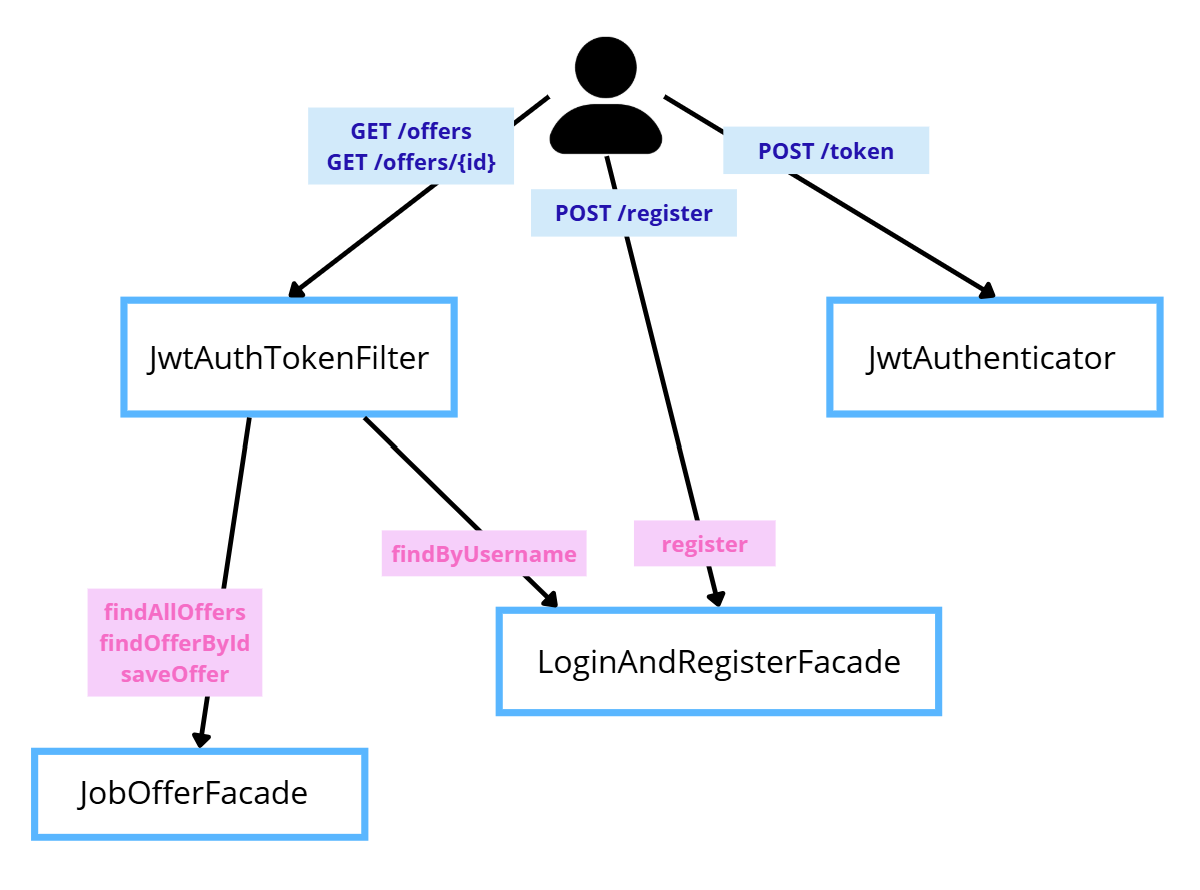 GET /offers
GET /offers/{id}
POST /token
POST /register
JwtAuthTokenFilter
JwtAuthenticator
findByUsername
register
findAllOffers
findOfferById
saveOffer
LoginAndRegisterFacade
JobOfferFacade